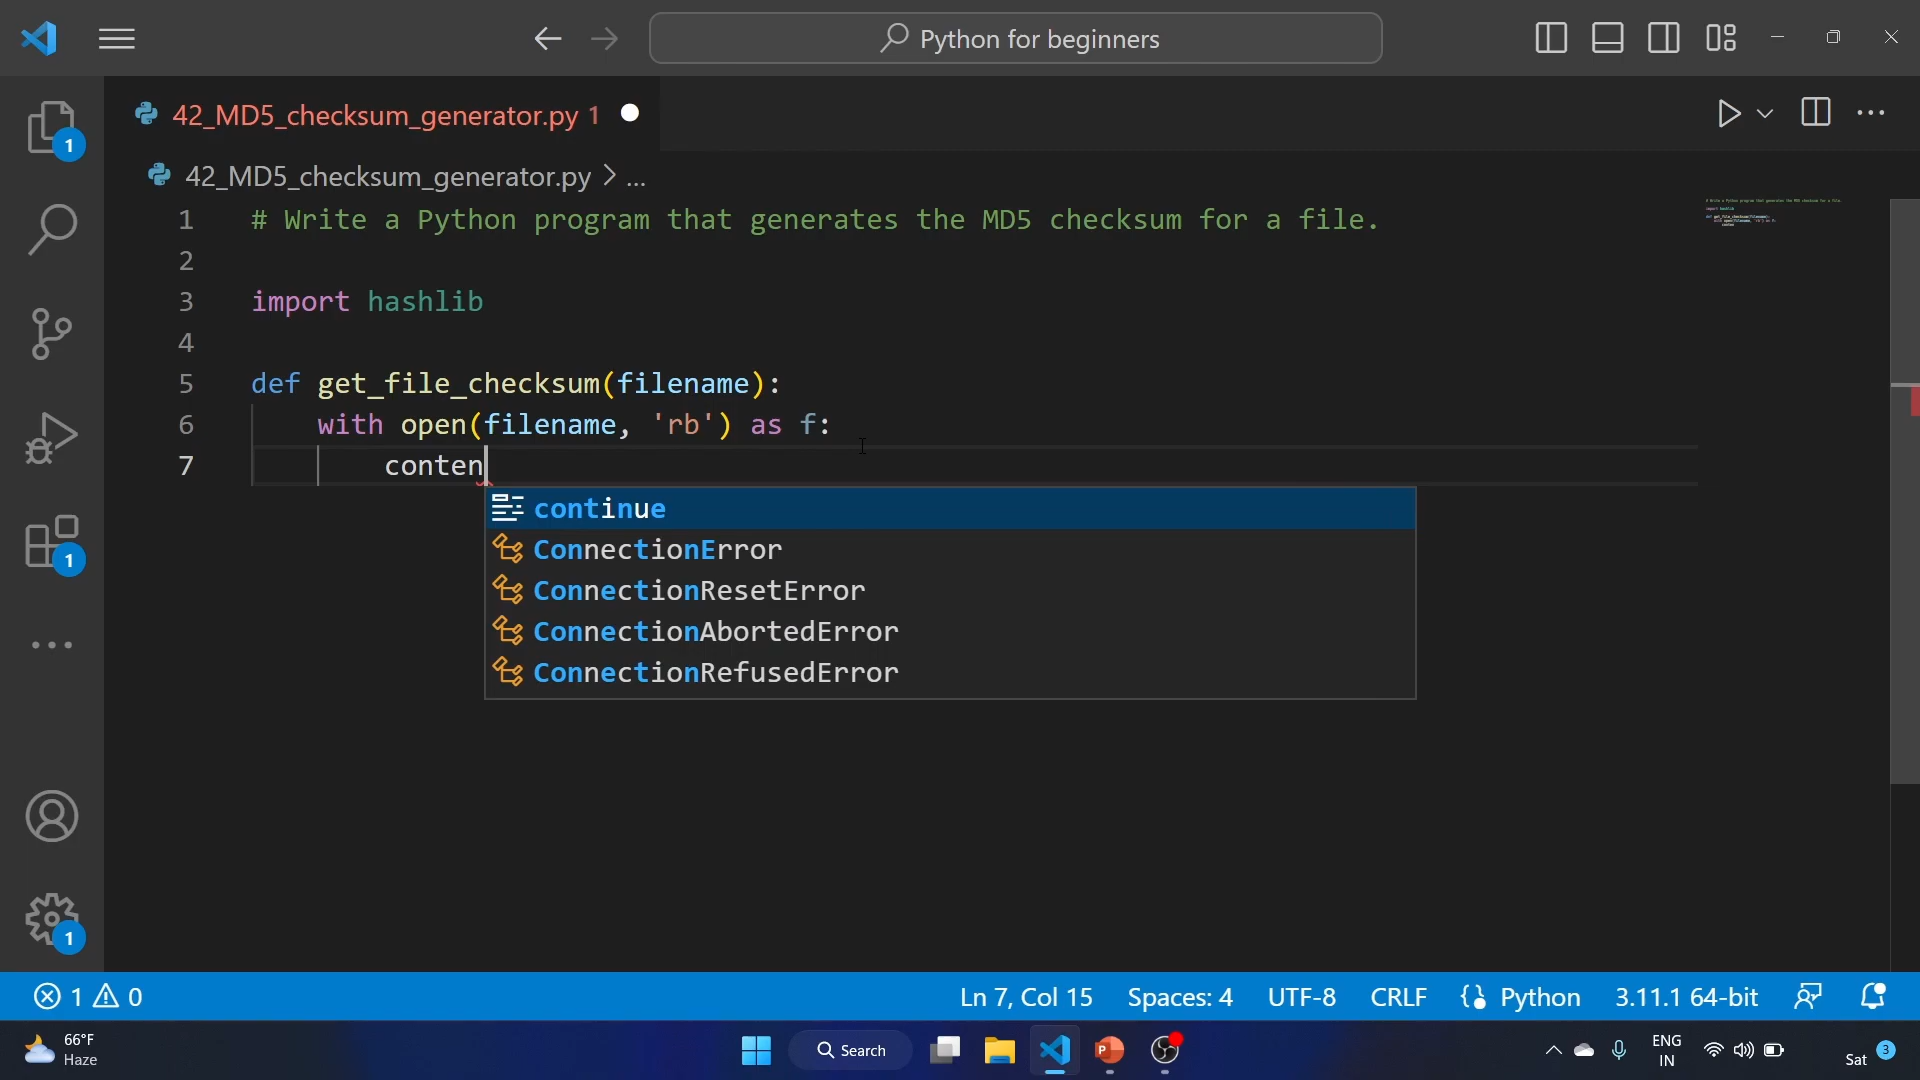 Python for beginners
42_MD5_checksum_generator.py 1
42_MD5_checksum_generator.py > ...
1 # Write a Python program that generates the MD5 checksum for a file.
2
3 import hashlib
4
5 def get_file_checksum(filename):
6 with open(filename, 'rb') as f:
7 conten
continue
ConnectionError
ConnectionResetError
ConnectionAbortedError
ConnectionRefusedError
1
1
1
1 0 Ln 7, Col 15 Spaces: 4 UTF-8 CRLF Python 3.11.1 64-bit
66°F
Haze
Search
ENG
IN
Sat 3